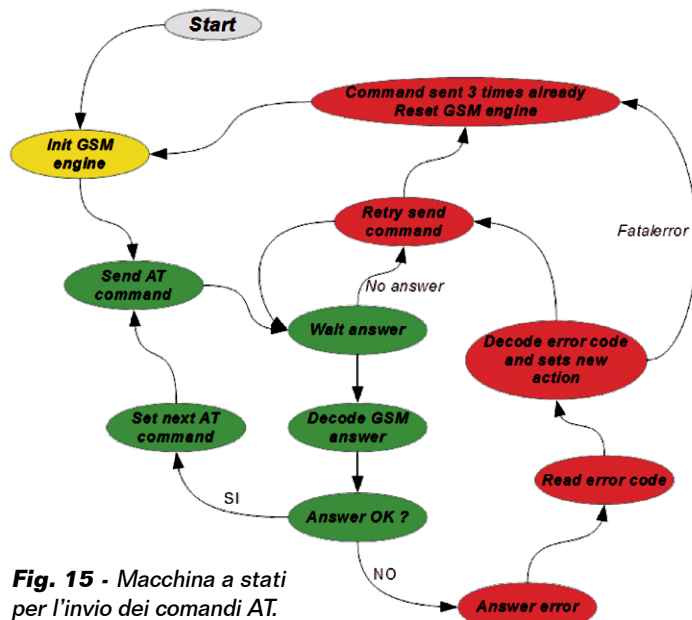 Start
Command sent 3 times already
Reset GSM engine
Init GSM
engine
Retry send
command
Fatalerror
Send AT
command
No answer
Wait answer
Decode error code
and sets new
action
Set next AT
command
Decode GSM
answer
Read error code
SI
Answer OK ?
NO
Answer error
Fig. 15 - Macchina a stati
per l'invio dei comandi AT.